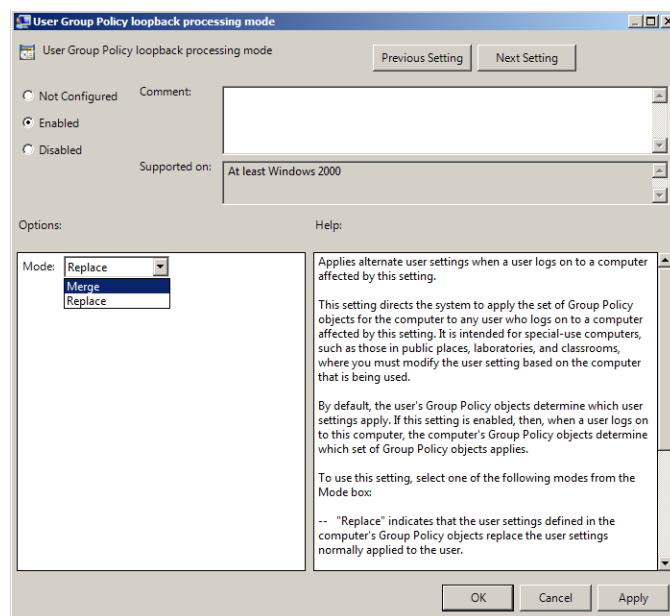 User Group Policy loopback processing mode
User Group Policy loopback processing mode
Previous Setting
Next Setting
Not Configured
Enabled
Disabled
Comment:
Supported on:
At least Windows 2000
Options:
Help:
Mode:
Replace
Merge
Replace
Applies alternate user settings when a user logs on to a computer
affected by this setting.
This setting directs the system to apply the set of Group Policy
objects for the computer to any user who logs on to a computer
affected by this setting. It is intended for special-use computers,
such as those in public places, laboratories, and classrooms,
where you must modify the user setting based on the computer
that is being used.
By default, the user's Group Policy objects determine which user
settings apply. If this setting is enabled, then, when a user logs on
to this computer, the computer's Group Policy objects determine
which set of Group Policy objects applies.
To use this setting, select one of the following modes from the
Mode box:
-- "Replace" indicates that the user settings defined in the
computer's Group Policy objects replace the user settings
normally applied to the user.
OK
Cancel
Apply